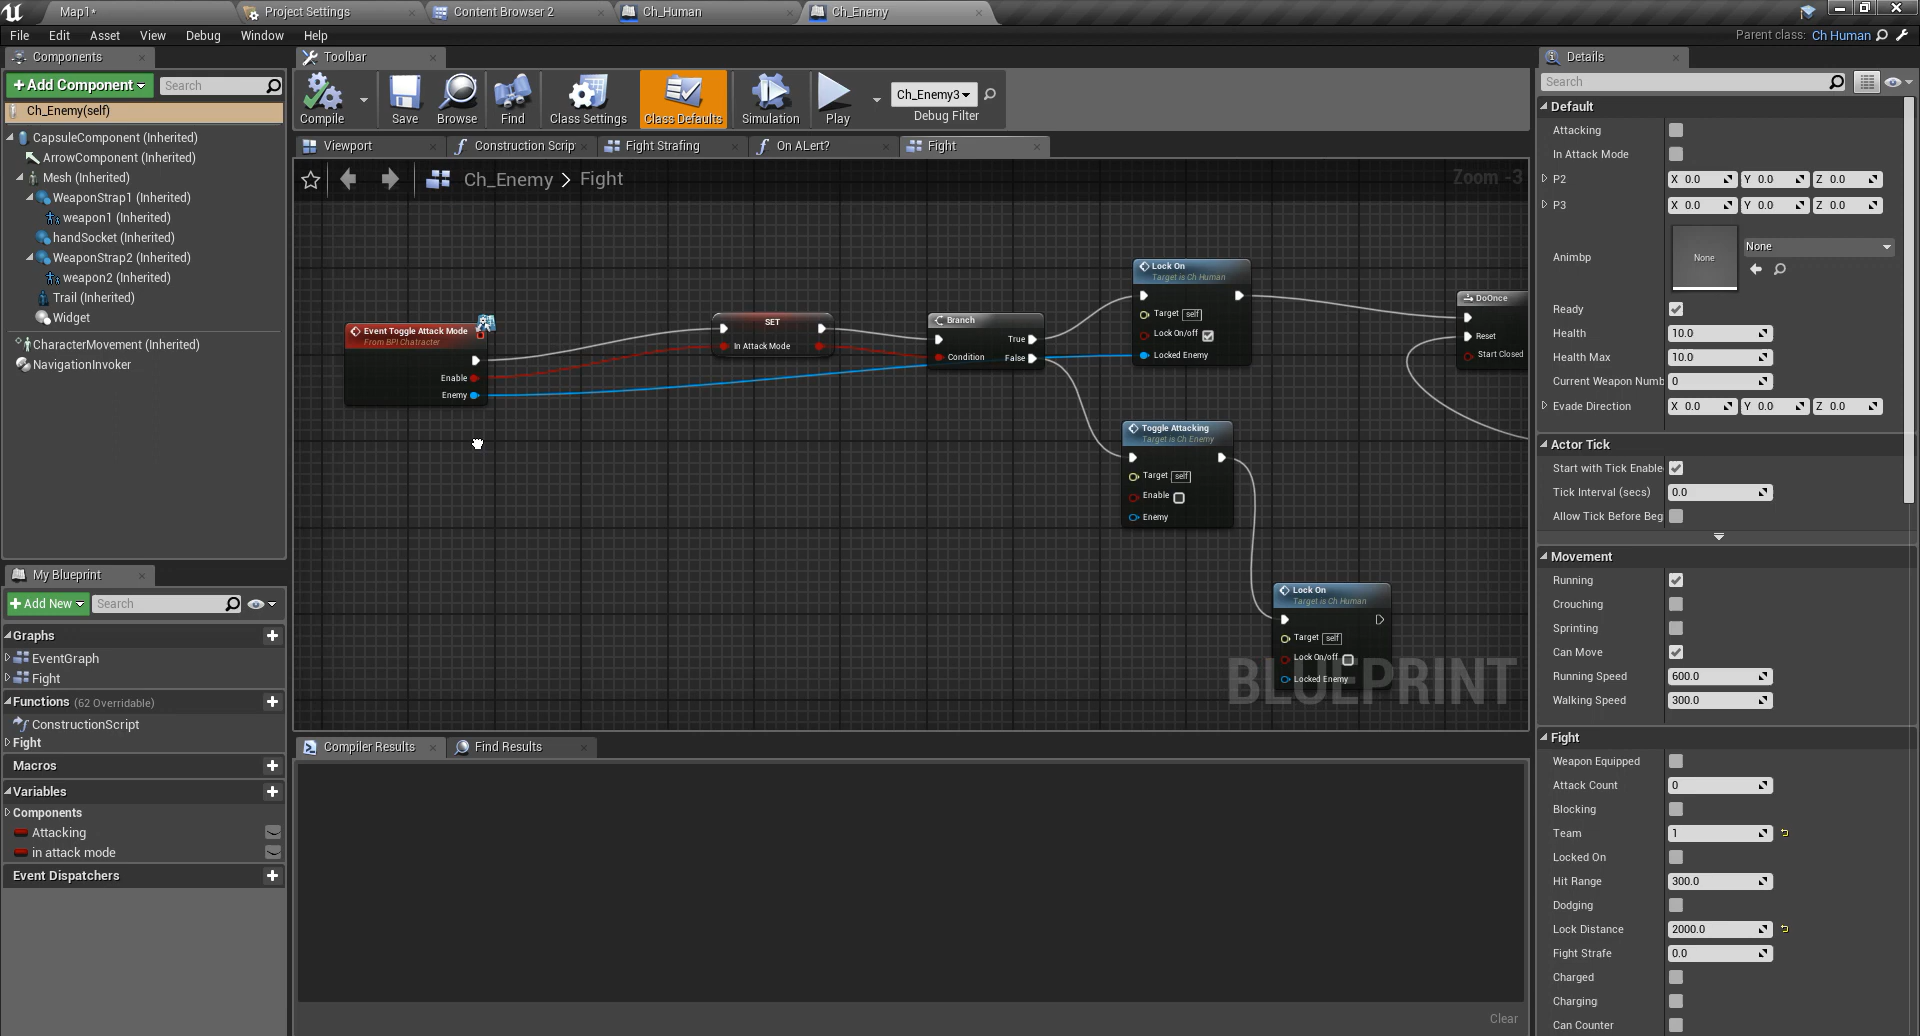 Map1*
Project Settings
Content Browser 2
Ch_Human
Ch_Enemy
File Edit Asset View Debug Window Help
Parent class: Ch Human
Components
+ Add Component
Search
Ch_Enemy(self)
CapsuleComponent (Inherited)
ArrowComponent (Inherited)
Mesh (Inherited)
WeaponStrap1 (Inherited)
weapon1 (Inherited)
handSocket (Inherited)
WeaponStrap2 (Inherited)
weapon2 (Inherited)
Trail (Inherited)
Widget
CharacterMovement (Inherited)
NavigationInvoker
My Blueprint
+ Add New
Search
Graphs
EventGraph
Fight
Functions (62 Overridable)
ConstructionScript
Fight
Macros
Variables
Components
Attacking
in attack mode
Event Dispatchers
Toolbar
Compile
Save
Browse
Find
Class Settings
Class Defaults
Simulation
Play
Ch_Enemy3
Debug Filter
Viewport
Construction Scrip
Fight Strafing
On ALert?
Fight
Ch_Enemy > Fight
Zoom -3
Event Toggle Attack Mode
From BPI Chatracter
Enable
Enemy
SET
In Attack Mode
Branch
True
Condition False
Lock On
Target is Ch Human
Target self
Lock On/off
Locked Enemy
DoOnce
Reset
Start Closed
Toggle Attacking
Target is Ch Enemy
Target self
Enable
Enemy
Lock On
Target is Ch Human
Target self
Lock On/off
Locked Enemy
BLUEPRINT
Compiler Results
Find Results
Clear
Details
Search
Default
Attacking
In Attack Mode
P2 X 0.0 Y 0.0 Z 0.0
P3 X 0.0 Y 0.0 Z 0.0
Animbp None None
Ready
Health 10.0
Health Max 10.0
Current Weapon Numb 0
Evade Direction X 0.0 Y 0.0 Z 0.0
Actor Tick
Start with Tick Enable
Tick Interval (secs) 0.0
Allow Tick Before Beg
Movement
Running
Crouching
Sprinting
Can Move
Running Speed 600.0
Walking Speed 300.0
Fight
Weapon Equipped
Attack Count 0
Blocking
Team 1
Locked On
Hit Range 300.0
Dodging
Lock Distance 2000.0
Fight Strafe 0.0
Charged
Charging
Can Counter